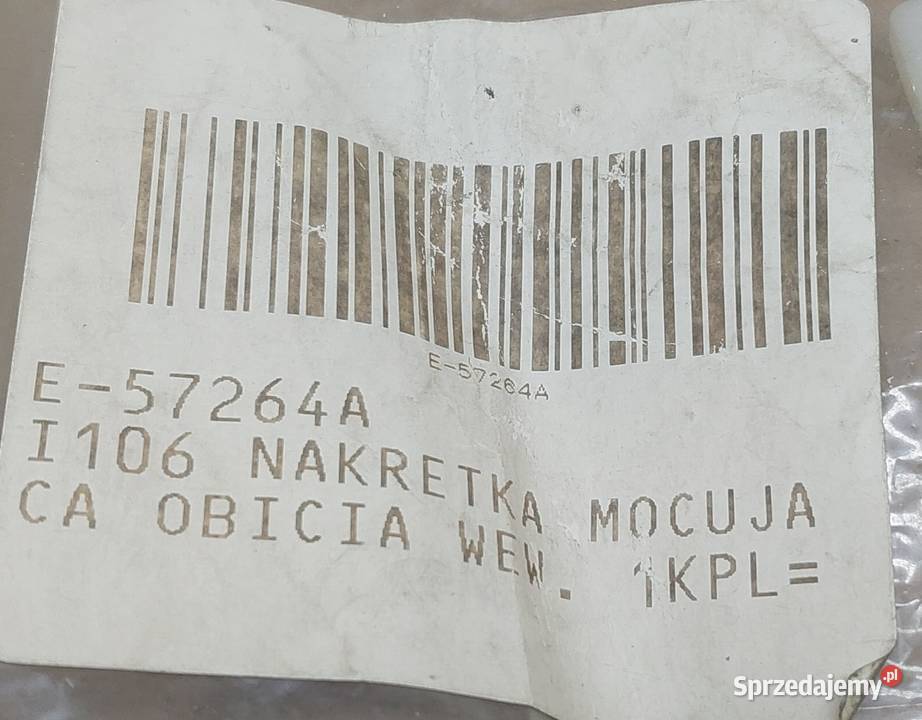 E-57264A
E-57264A
I106 NAKRETKA MOCUJA
CA OBICIA WEW. 1KPL=
Sprzedajemy.pl